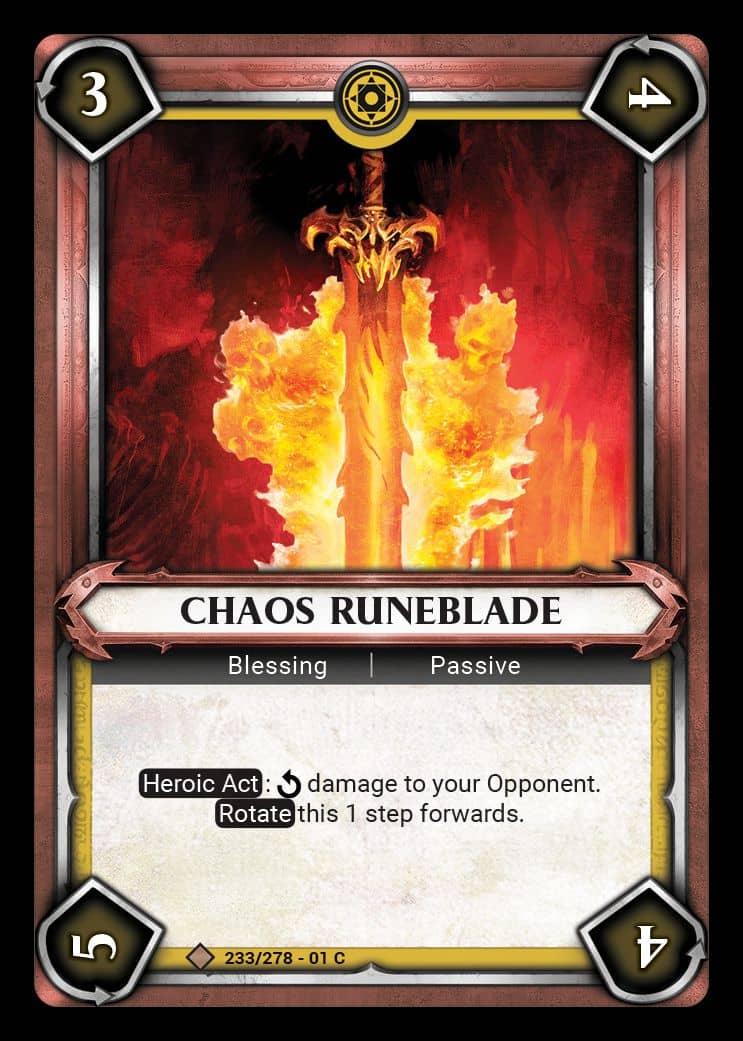 3
4
CHAOS RUNEBLADE
Blessing | Passive
Heroic Act: damage to your Opponent.
Rotate this 1 step forwards.
5
233/278 - 01 C
4